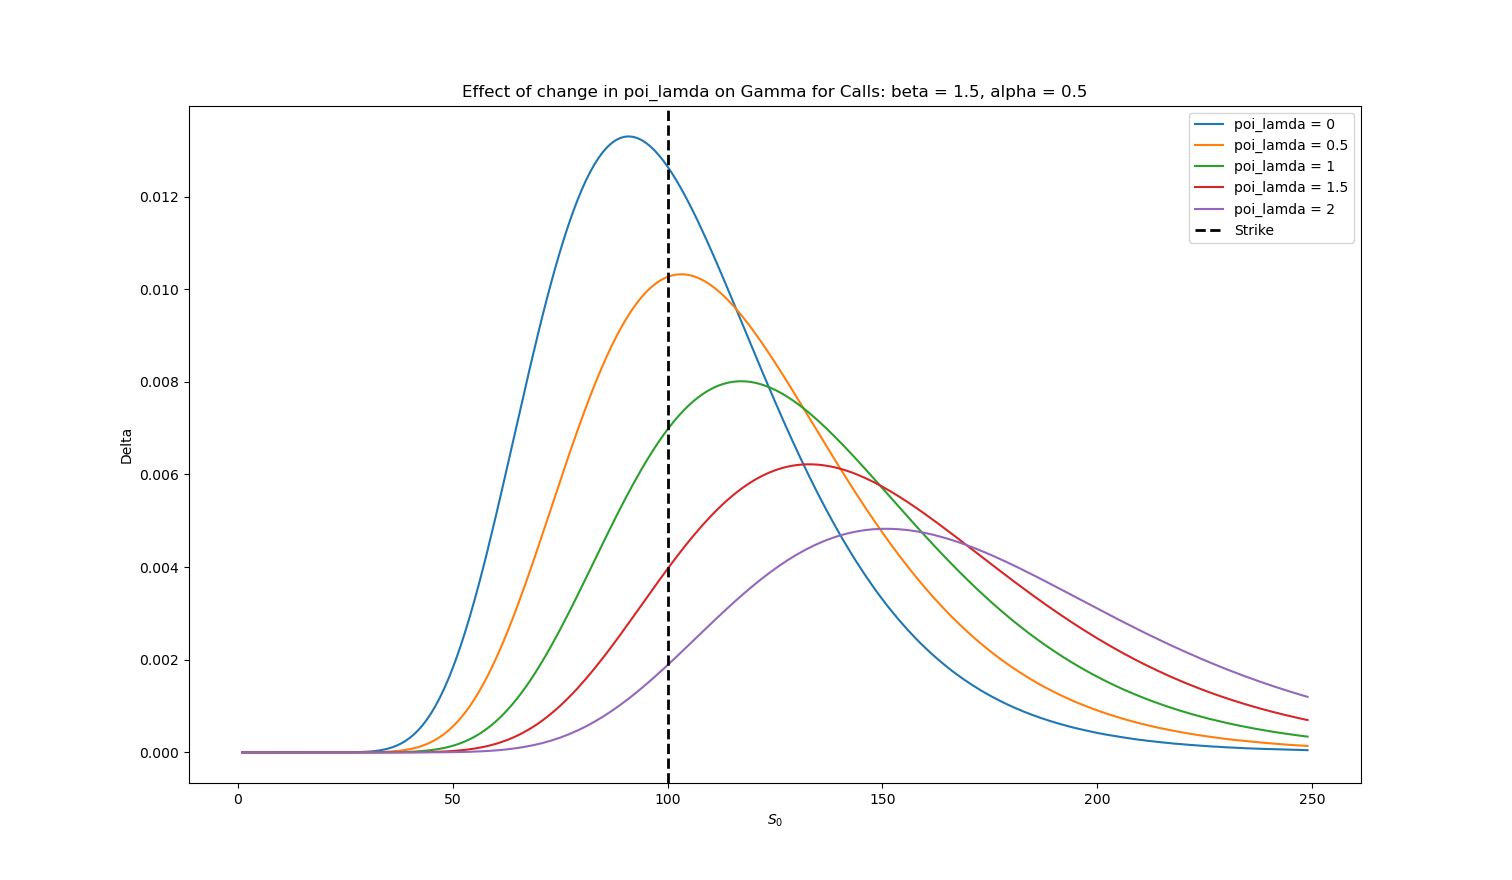 Effect of change in poi_lamda on Gamma for Calls: beta = 1.5, alpha = 0.5
poi_lamda = 0
poi_lamda = 0.5
poi_lamda = 1
poi_lamda = 1.5
poi_lamda = 2
Strike
Delta
0.012
0.010
0.008
0.006
0.004
0.002
0.000
0 50 100 150 200 250
S₀